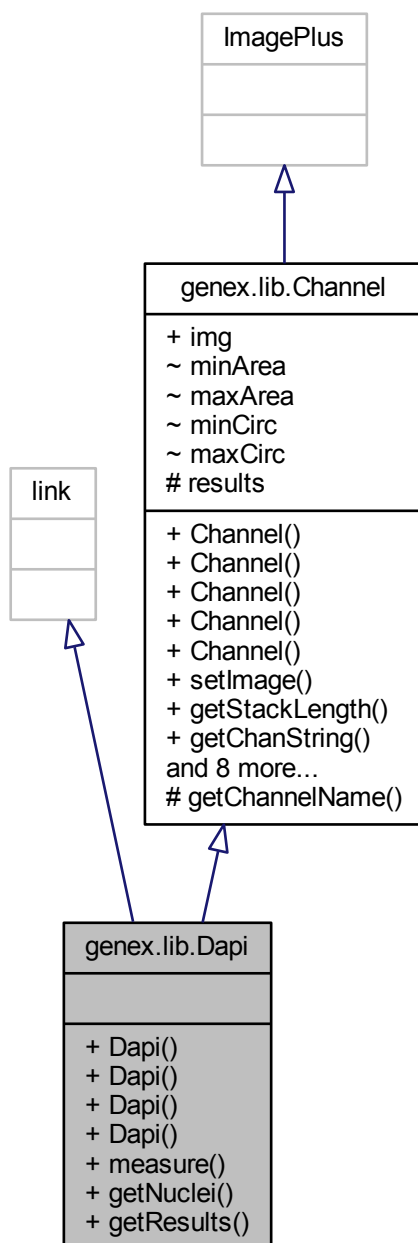 ImagePlus
genex.lib.Channel
+ img
~ minArea
~ maxArea
~ minCirc
~ maxCirc
# results
+ Channel()
+ Channel()
+ Channel()
+ Channel()
+ Channel()
+ setImage()
+ getStackLength()
+ getChanString()
and 8 more...
# getChannelName()
link
genex.lib.Dapi
+ Dapi()
+ Dapi()
+ Dapi()
+ Dapi()
+ measure()
+ getNuclei()
+ getResults()